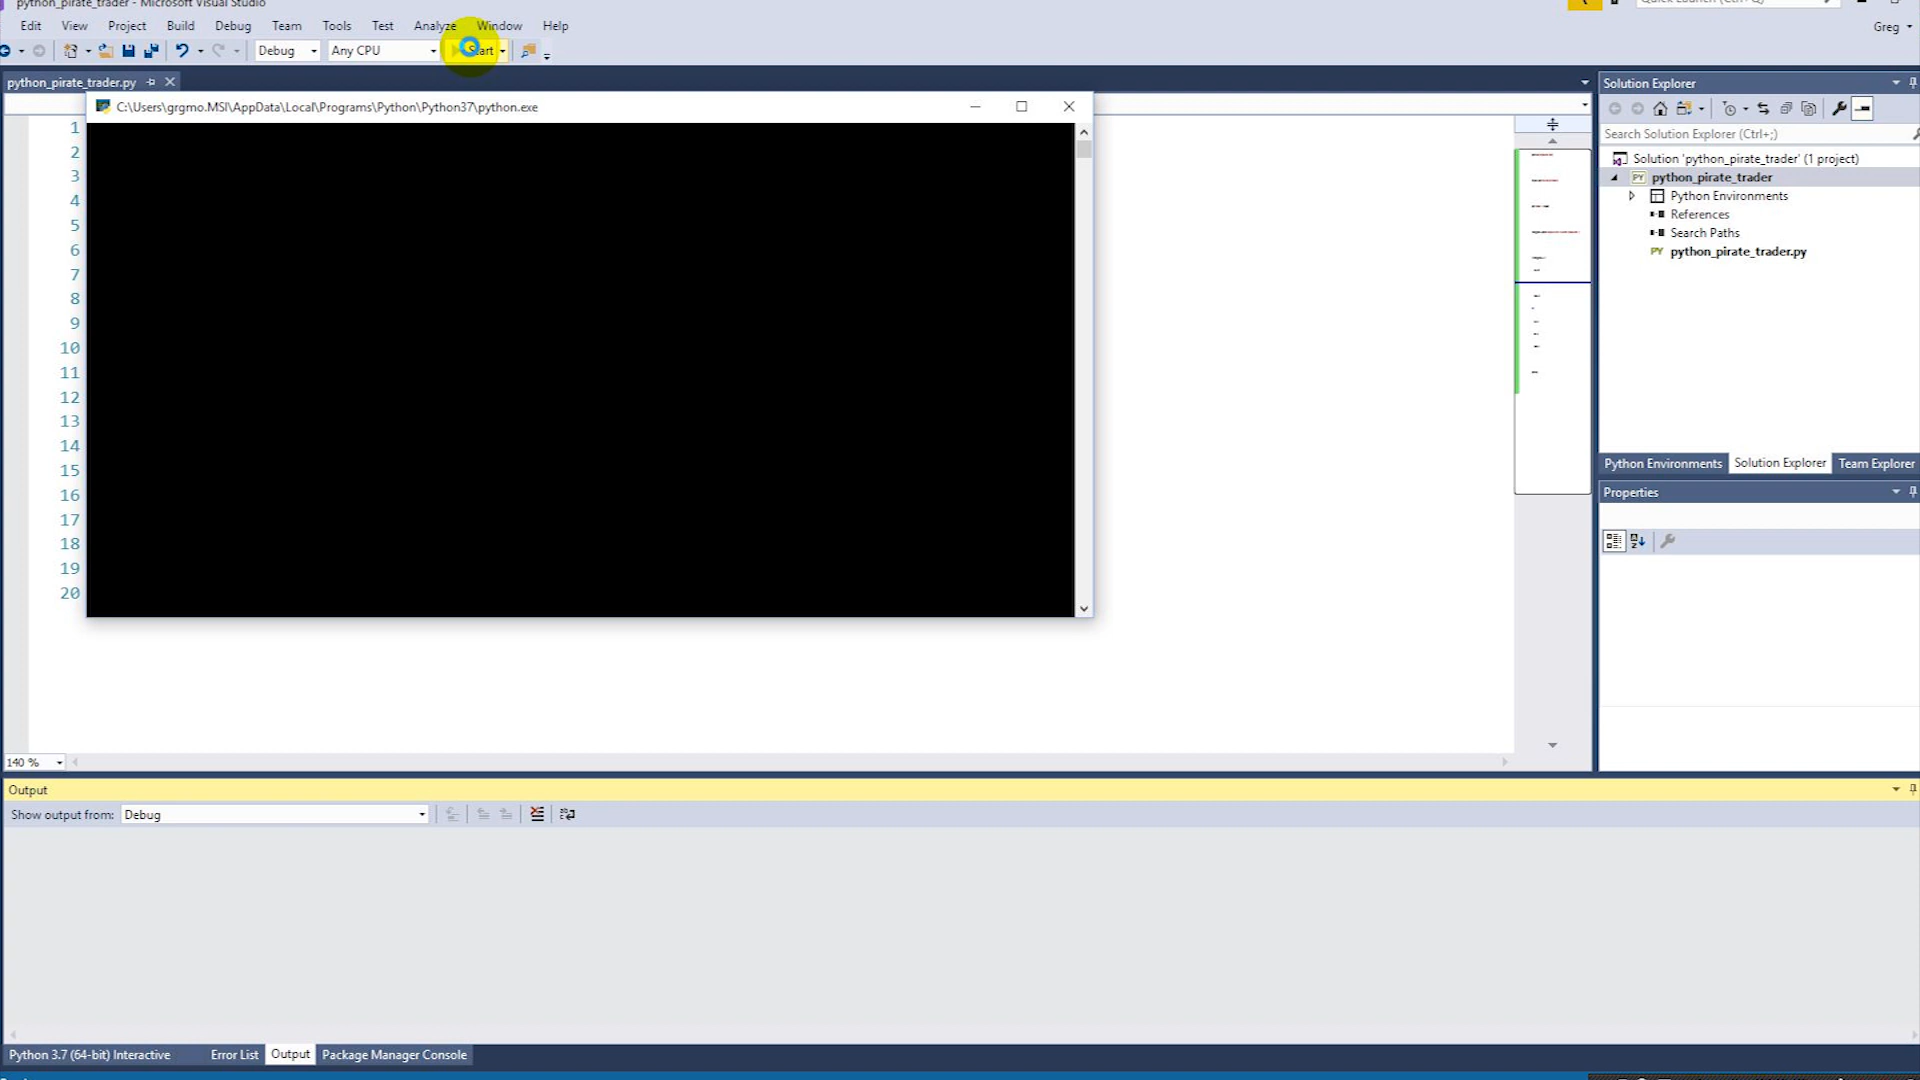 python_pirate_trader - Microsoft Visual Studio
Edit View Project Build Debug Team Tools Test Analyze Window Help
Greg
Debug Any CPU Start
python_pirate_trader.py
C:\Users\grgmo.MSI\AppData\Local\Programs\Python\Python37\python.exe
1
2
3
4
5
6
7
8
9
10
11
12
13
14
15
16
17
18
19
20
140 %
Solution Explorer
Search Solution Explorer (Ctrl+;)
Solution 'python_pirate_trader' (1 project)
PY python_pirate_trader
Python Environments
References
Search Paths
PY python_pirate_trader.py
Python Environments Solution Explorer Team Explorer
Properties
Output
Show output from: Debug
Python 3.7 (64-bit) Interactive Error List Output Package Manager Console